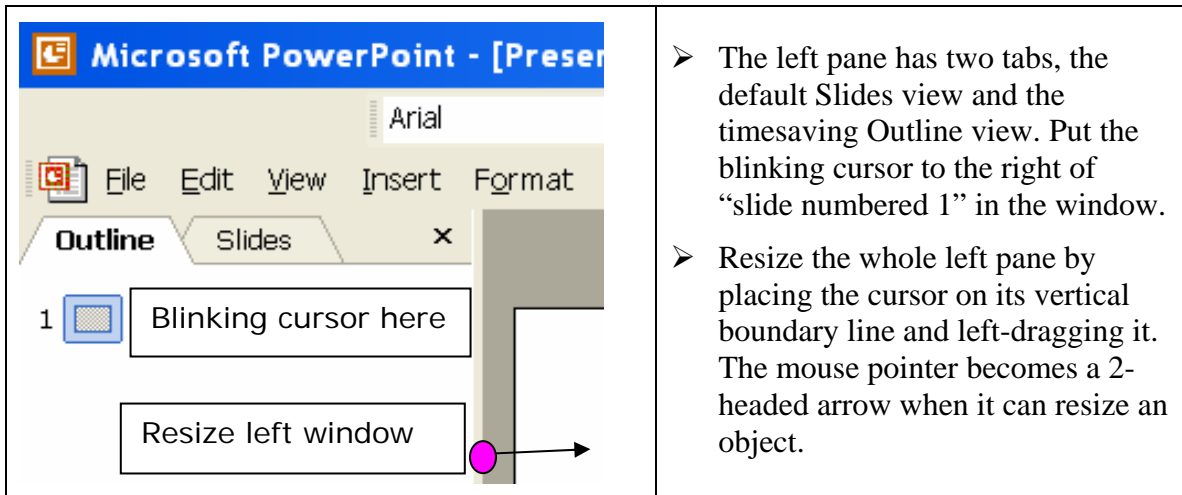 Microsoft PowerPoint - [Presen
Arial
File Edit View Insert Format
Outline Slides ×
1 Blinking cursor here
Resize left window
➢ The left pane has two tabs, the
default Slides view and the
timesaving Outline view. Put the
blinking cursor to the right of
“slide numbered 1” in the window.
➢ Resize the whole left pane by
placing the cursor on its vertical
boundary line and left-dragging it.
The mouse pointer becomes a 2-
headed arrow when it can resize an
object.